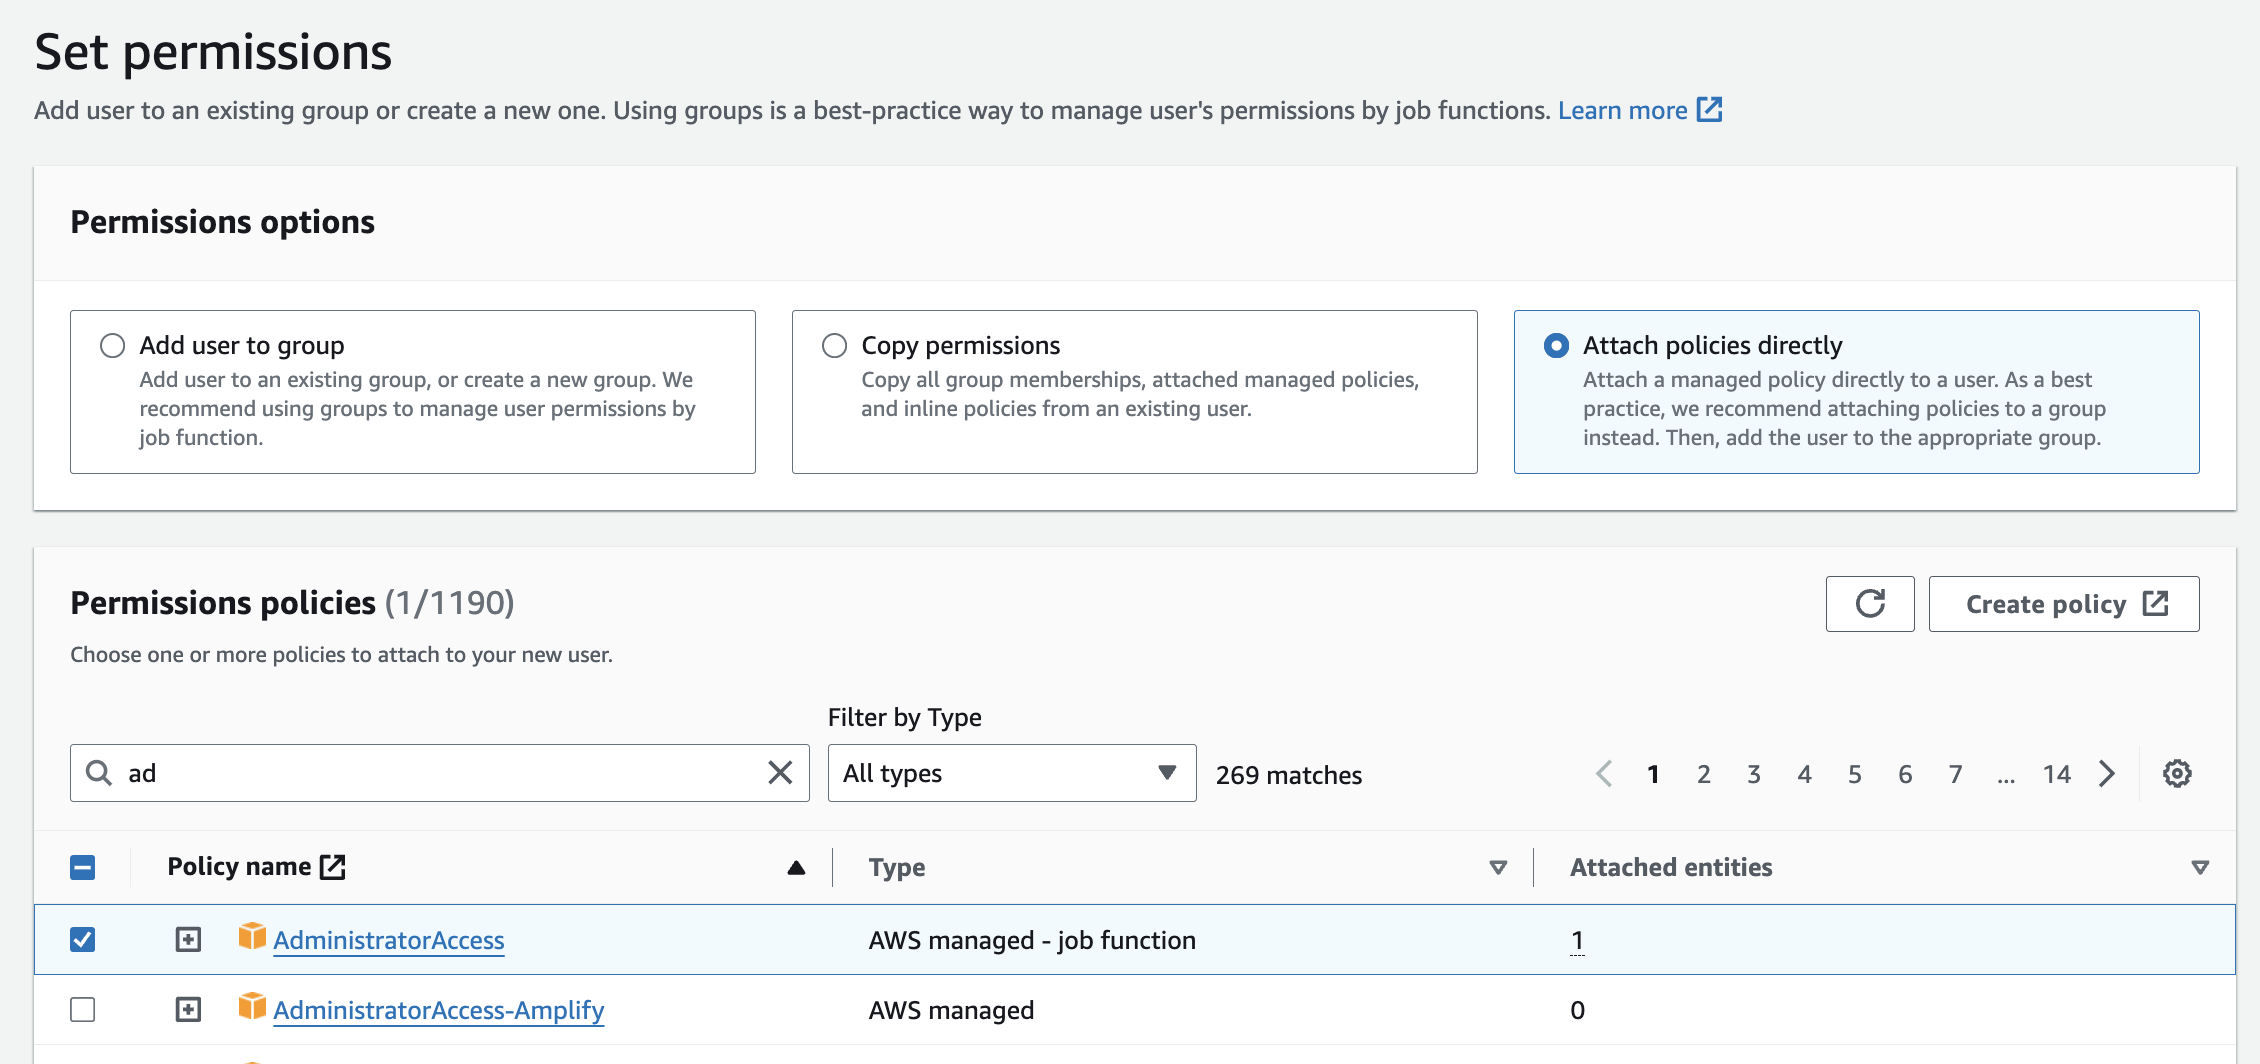 Set permissions
Add user to an existing group or create a new one. Using groups is a best-practice way to manage user's permissions by job functions. Learn more
Permissions options
Add user to group
Add user to an existing group, or create a new group. We
recommend using groups to manage user permissions by
job function.
Copy permissions
Copy all group memberships, attached managed policies,
and inline policies from an existing user.
Attach policies directly
Attach a managed policy directly to a user. As a best
practice, we recommend attaching policies to a group
instead. Then, add the user to the appropriate group.
Permissions policies (1/1190)
Create policy
Choose one or more policies to attach to your new user.
Filter by Type
ad
All types
269 matches
1 2 3 4 5 6 7 ... 14
Policy name Type Attached entities
AdministratorAccess AWS managed - job function 1
AdministratorAccess-Amplify AWS managed 0